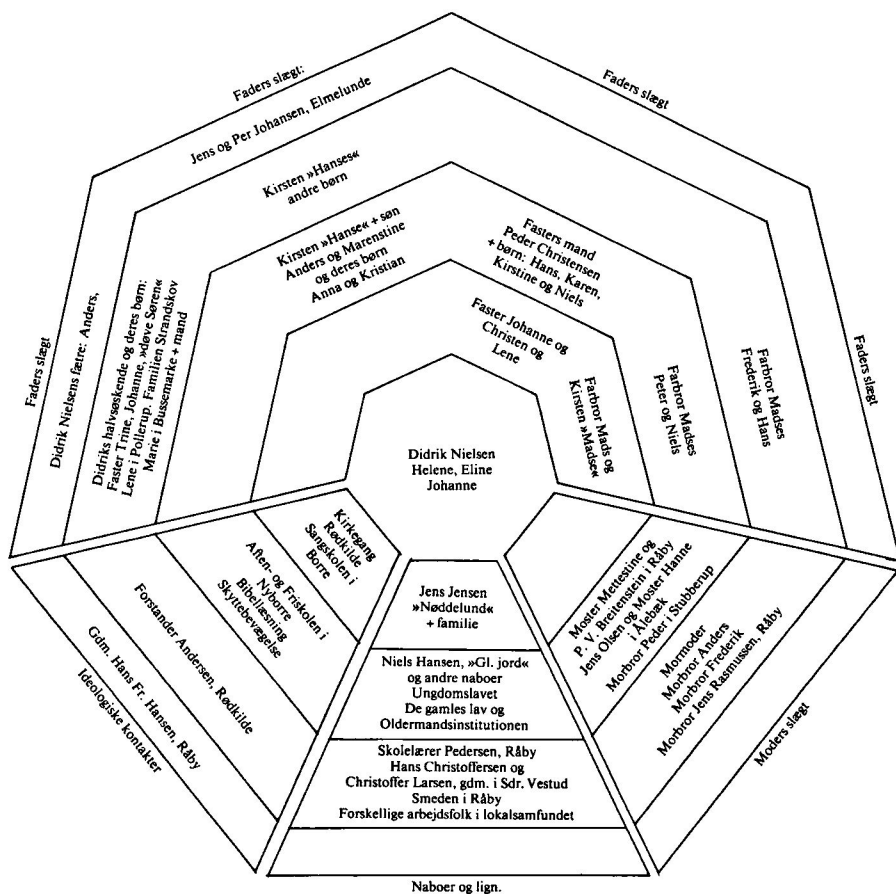 Faders slægt:
Faders slægt
Jens og Per Johansen, Elmelunde
Kirsten »Hanses«
andre børn
Kirsten »Hanse« + søn
Anders og Marenstine
og deres børn
Anna og Kristian
Fasters mand
Peder Christensen
+ børn: Hans, Karen,
Kirstine og Niels
Faster Johanne og
Christen og
Lene
Faders slægt
Didrik Nielsens fætre: Anders,
Didriks halvsøskende og deres børn:
Faster Trine, Johanne, »døve Søren«
Lene i Pollerup. Familien Strandskov
Marie i Bussemarke + mand
Farbror Mads og
Kirsten »Madse«
Farbror Madses
Peter og Niels
Farbror Madses
Frederik og Hans
Faders slægt
Didrik Nielsen
Helene, Eline
Johanne
Kirkegang
Rødkilde
Sangskolen i
Borre
Aften- og Friskolen i
Nyborre
Bibellæsning
Skyttebevægelse
Forstander Andersen, Rødkilde
Gdm. Hans Fr. Hansen, Råby
Ideologiske kontakter
Jens Jensen
»Nøddelund«
+ familie
Niels Hansen, »Gl. jord«
og andre naboer
Ungdomslavet
De gamles lav og
Oldermandsinstitutionen
Skolelærer Pedersen, Råby
Hans Christoffersen og
Christoffer Larsen, gdm. i Sdr. Vestud
Smeden i Råby
Forskellige arbejdsfolk i lokalsamfundet
Naboer og lign.
Moster Mettestine og
P. V. Breitenstein i Råby
Jens Olsen og Moster Hanne
i Ålebæk
Morbror Peder i Stubberup
Mormoder
Morbror Anders
Morbror Frederik
Morbror Jens Rasmussen, Råby
Moders slægt